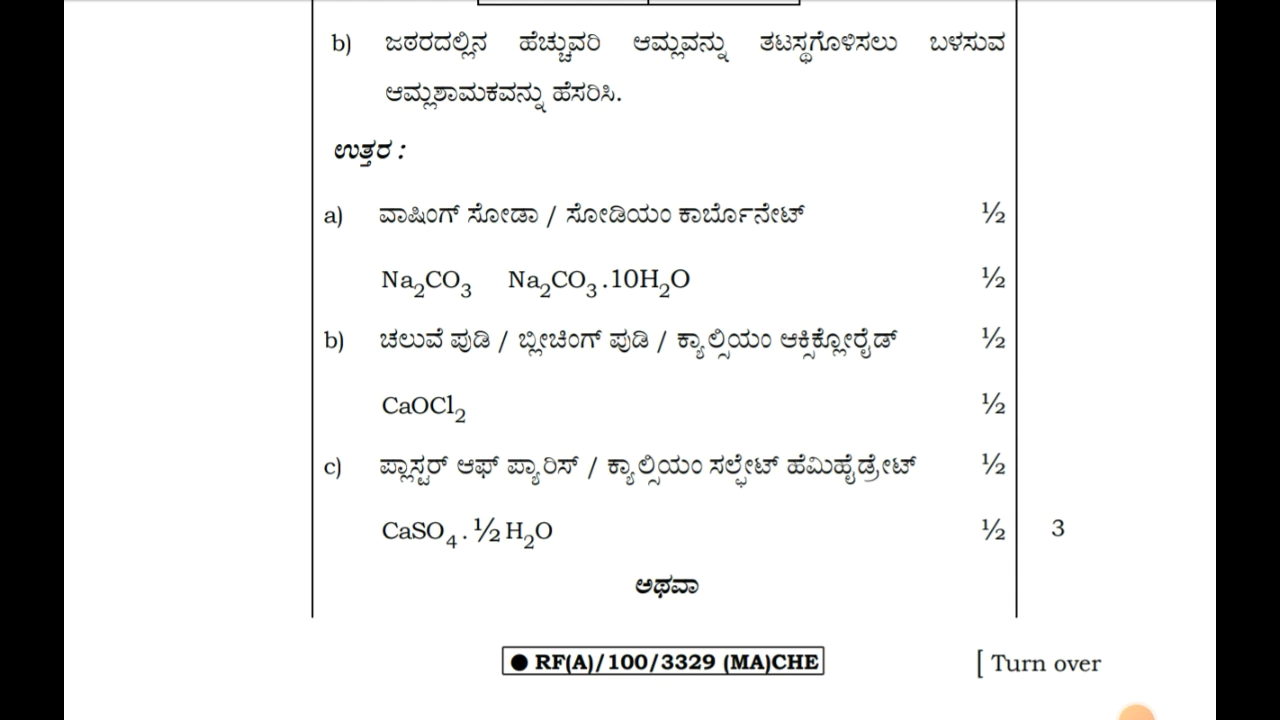 b) ಜಠರದಲ್ಲಿನ ಹೆಚ್ಚುವರಿ ಆಮ್ಲವನ್ನು ತಟಸ್ಥಗೊಳಿಸಲು ಬಳಸುವ
ಆಮ್ಲಶಾಮಕವನ್ನು ಹೆಸರಿಸಿ.
ಉತ್ತರ :
a) ವಾಷಿಂಗ್ ಸೋಡಾ / ಸೋಡಿಯಂ ಕಾರ್ಬೊನೇಟ್ ½
Na₂CO₃ Na₂CO₃.10H₂O ½
b) ಚಲುವೆ ಪುಡಿ / ಬ್ಲೀಚಿಂಗ್ ಪುಡಿ / ಕ್ಯಾಲ್ಸಿಯಂ ಆಕ್ಸಿಕ್ಲೋರೈಡ್ ½
CaOCl₂ ½
c) ಪ್ಲಾಸ್ಟರ್ ಆಫ್ ಪ್ಯಾರಿಸ್ / ಕ್ಯಾಲ್ಸಿಯಂ ಸಲ್ಫೇಟ್ ಹೆಮಿಹೈಡ್ರೇಟ್ ½
CaSO₄.½H₂O ½ 3
ಅಥವಾ
● RF(A)/100/3329 (MA)CHE [ Turn over